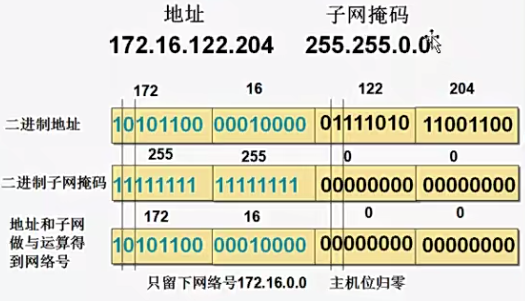 地址 子网掩码
172.16.122.204 255.255.0.0
172 16 122 204
二进制地址 10101100 00010000 01111010 11001100
255 255 0 0
二进制子网掩码 11111111 11111111 00000000 00000000
172 16 0 0
地址和子网
做与运算得
到网络号
10101100 00010000 00000000 00000000
只留下网络号172.16.0.0 主机位归零